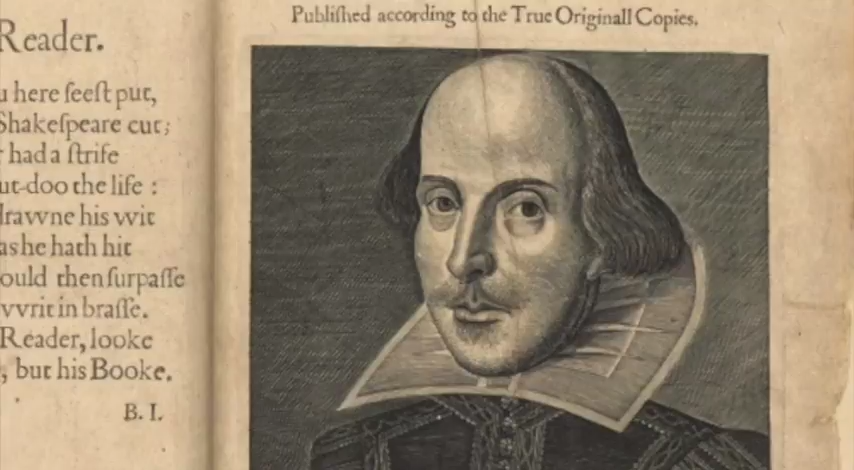 Reader.
here ſeeſt put,
Shakeſpeare cut;
had a ſtrife
ut-doo the life :
drawne his wit
as he hath hit
ould then ſurpaſſe
vvrit in braſſe.
Reader, looke
, but his Booke.
B. I.
Publiſhed according to the True Originall Copies.